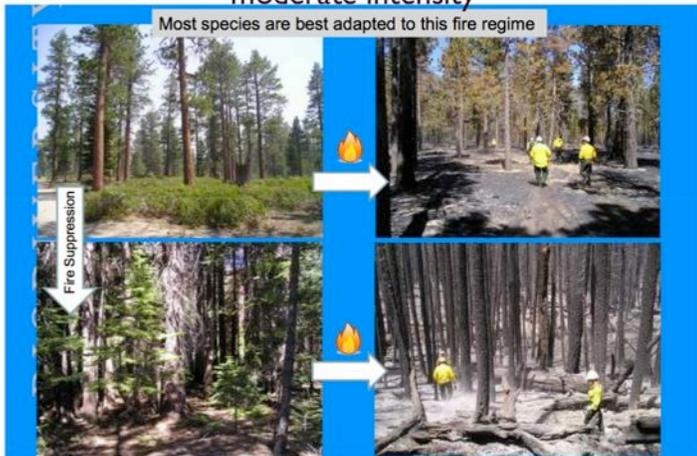 moderate intensity
Most species are best adapted to this fire regime
Fire Suppression